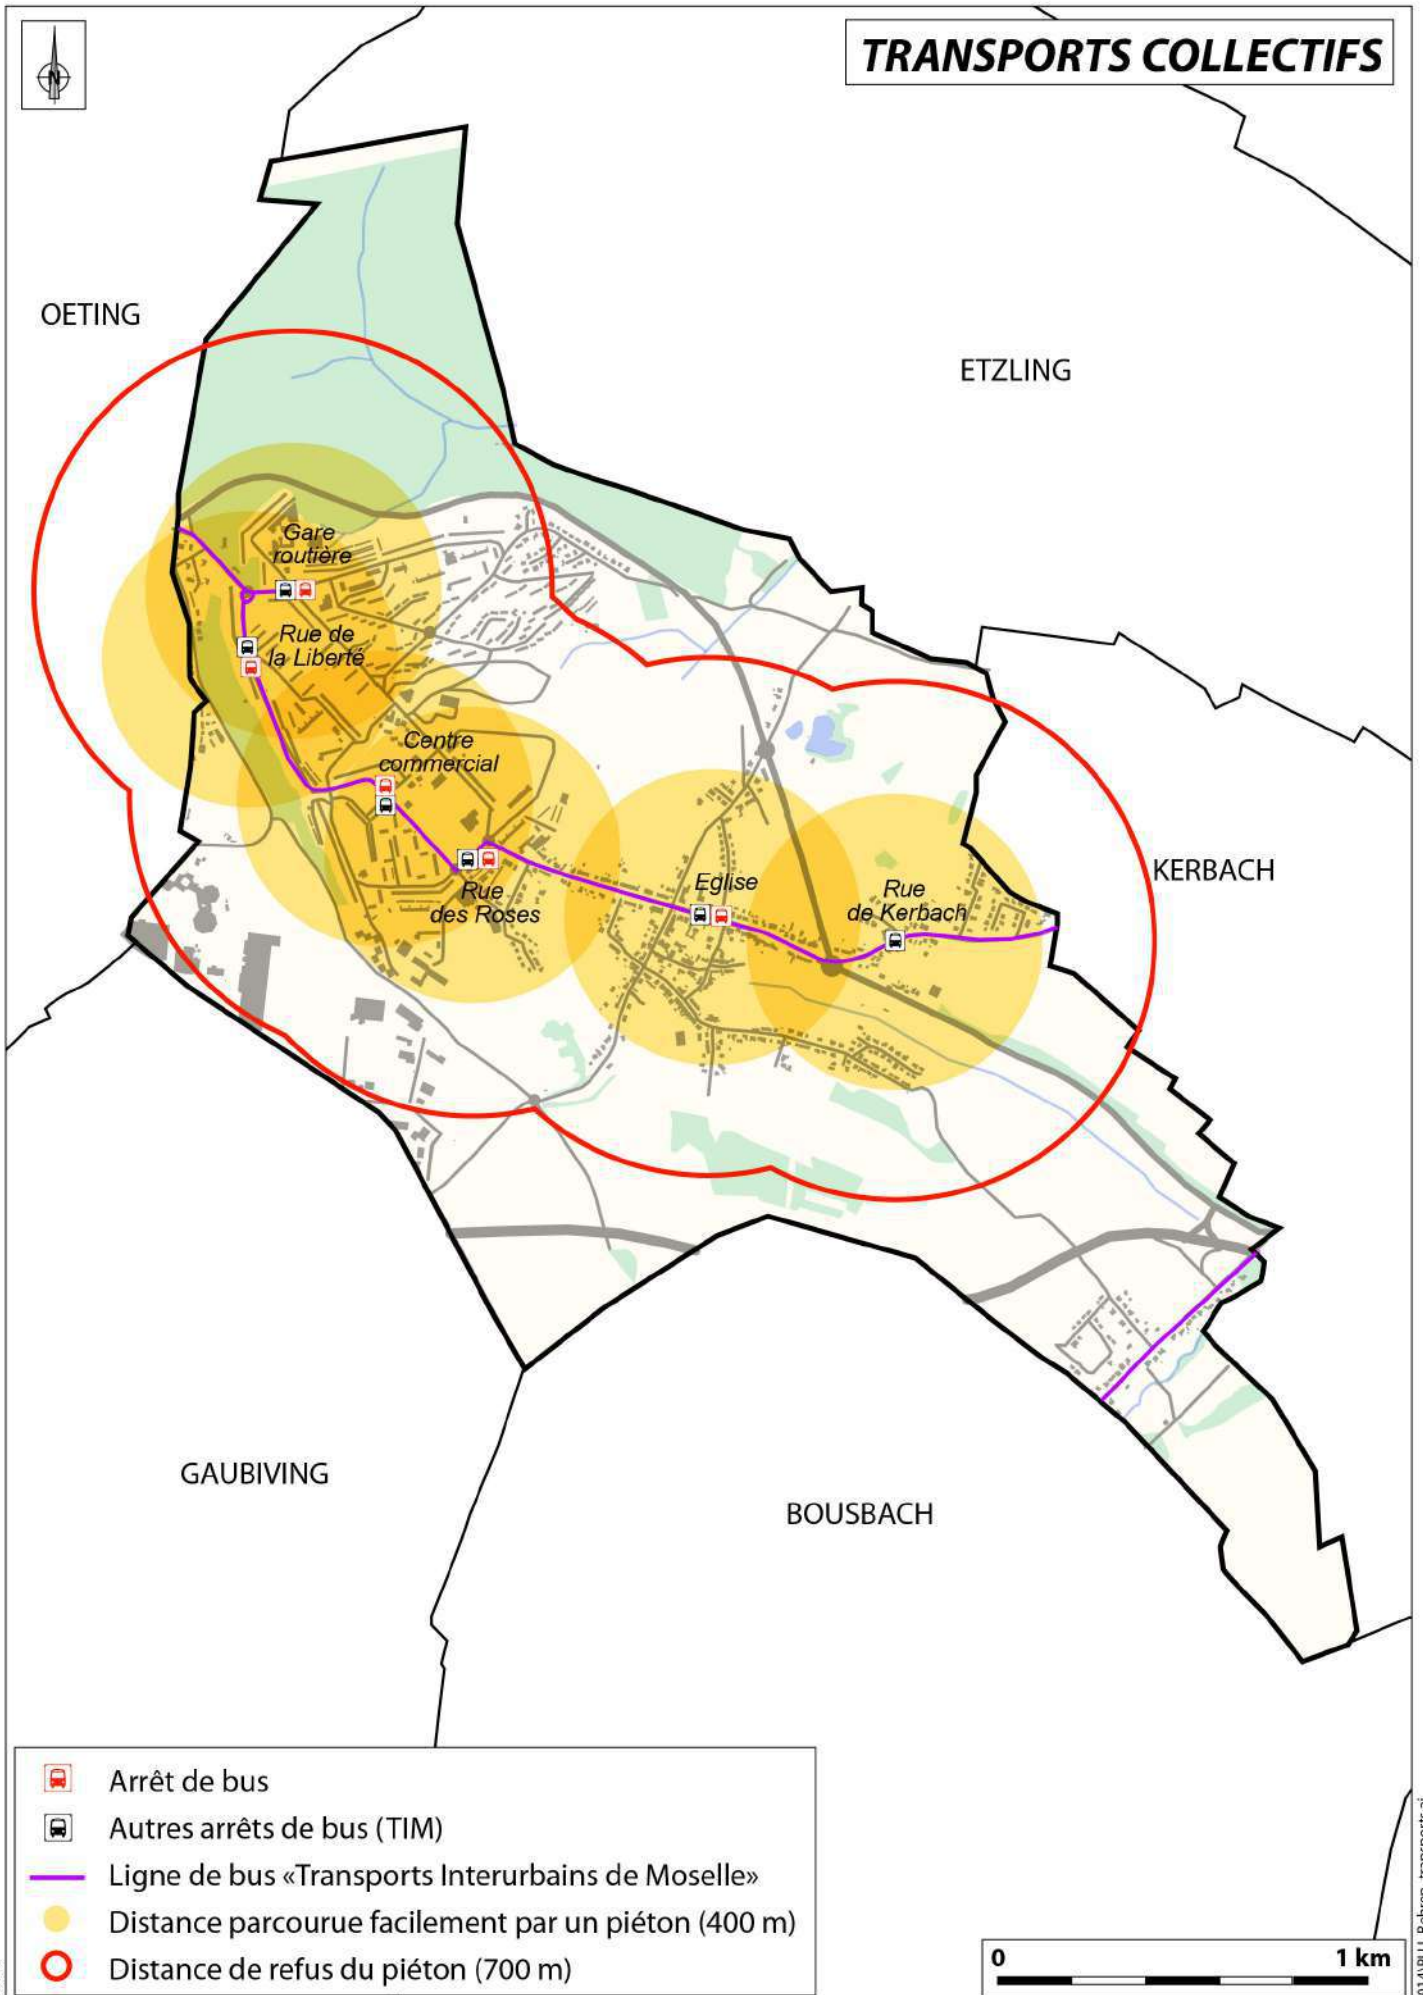 N
TRANSPORTS COLLECTIFS
OETING
ETZLING
Gare
routière
Rue de
la Liberté
Centre
commercial
Rue
des Roses
Eglise
Rue
de Kerbach
KERBACH
GAUBIVING
BOUSBACH
Arrêt de bus
Autres arrêts de bus (TIM)
Ligne de bus «Transports Interurbains de Moselle»
Distance parcourue facilement par un piéton (400 m)
Distance de refus du piéton (700 m)
0 1 km